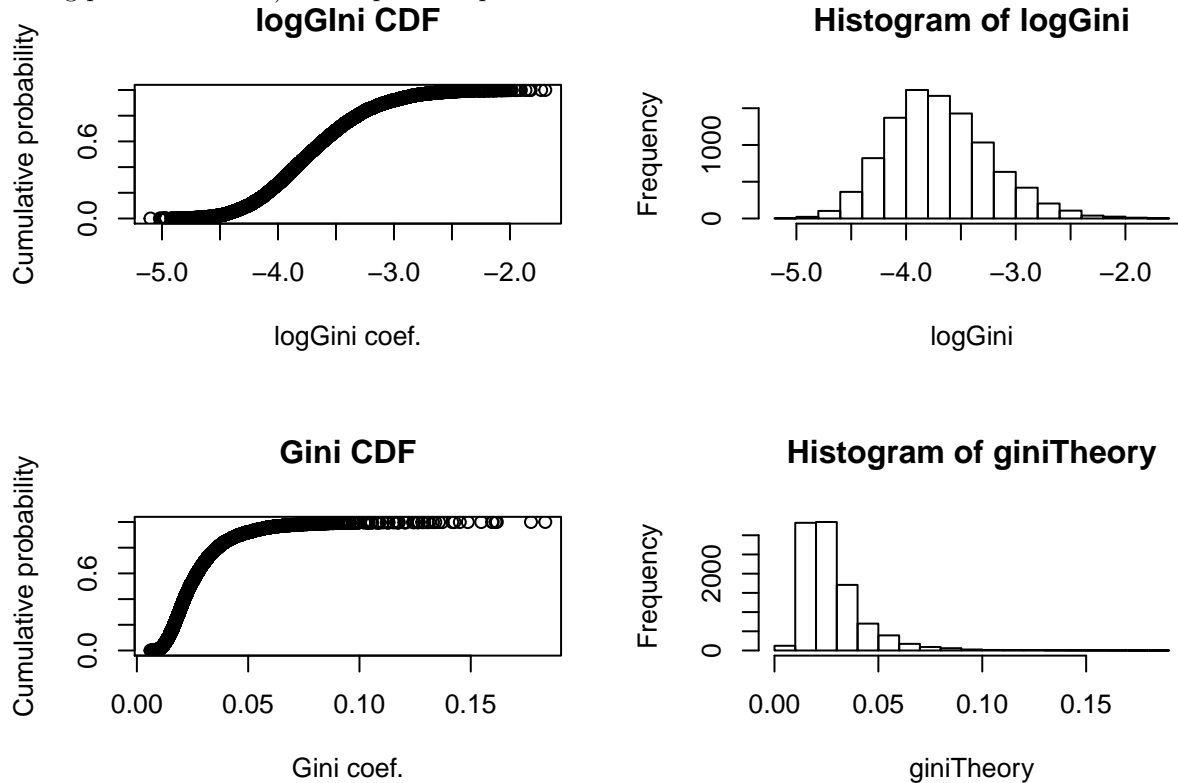 logGIni CDF
Cumulative probability
0.0 0.6
−5.0 −4.0 −3.0 −2.0
logGini coef.
Histogram of logGini
Frequency
0 1000
−5.0 −4.0 −3.0 −2.0
logGini
Gini CDF
Cumulative probability
0.0 0.6
0.00 0.05 0.10 0.15
Gini coef.
Histogram of giniTheory
Frequency
0 2000
0.00 0.05 0.10 0.15
giniTheory